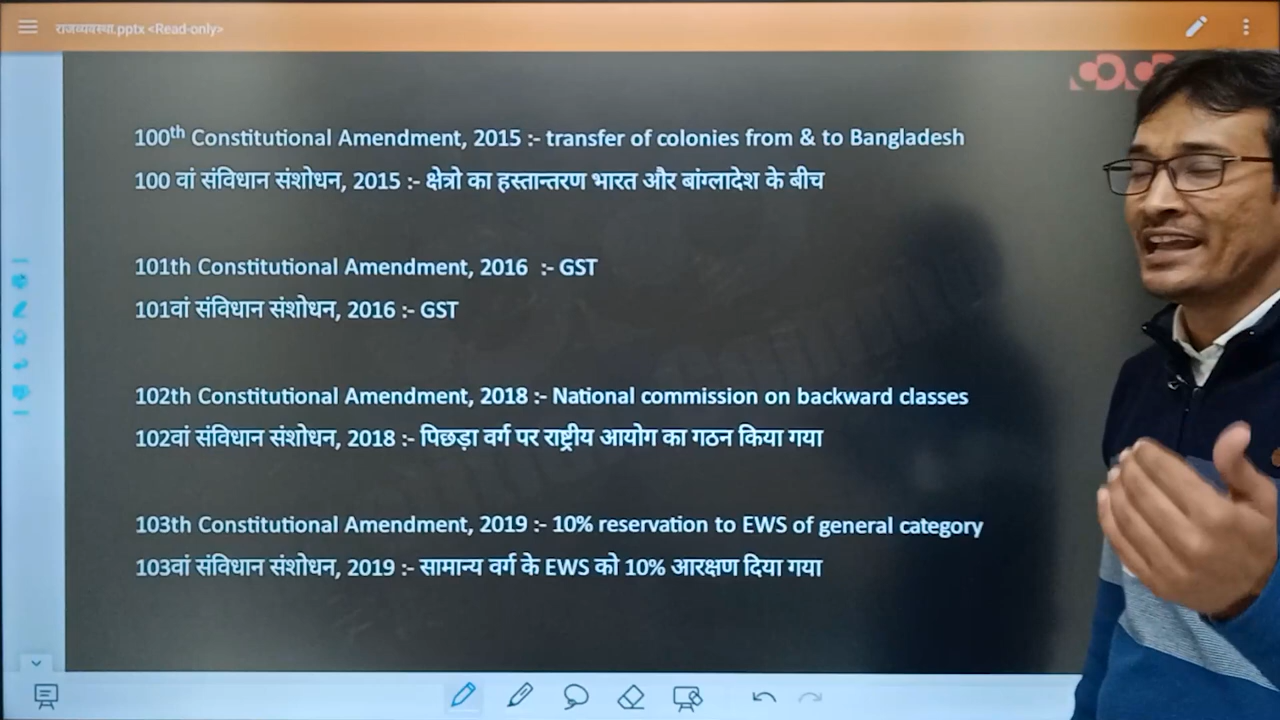 राजव्यवस्था.pptx <Read-only>
100th Constitutional Amendment, 2015 :- transfer of colonies from & to Bangladesh
100 वां संविधान संशोधन, 2015 :- क्षेत्रो का हस्तान्तरण भारत और बांग्लादेश के बीच
101th Constitutional Amendment, 2016 :- GST
101वां संविधान संशोधन, 2016 :- GST
102th Constitutional Amendment, 2018 :- National commission on backward classes
102वां संविधान संशोधन, 2018 :- पिछड़ा वर्ग पर राष्ट्रीय आयोग का गठन किया गया
103th Constitutional Amendment, 2019 :- 10% reservation to EWS of general category
103वां संविधान संशोधन, 2019 :- सामान्य वर्ग के EWS को 10% आरक्षण दिया गया